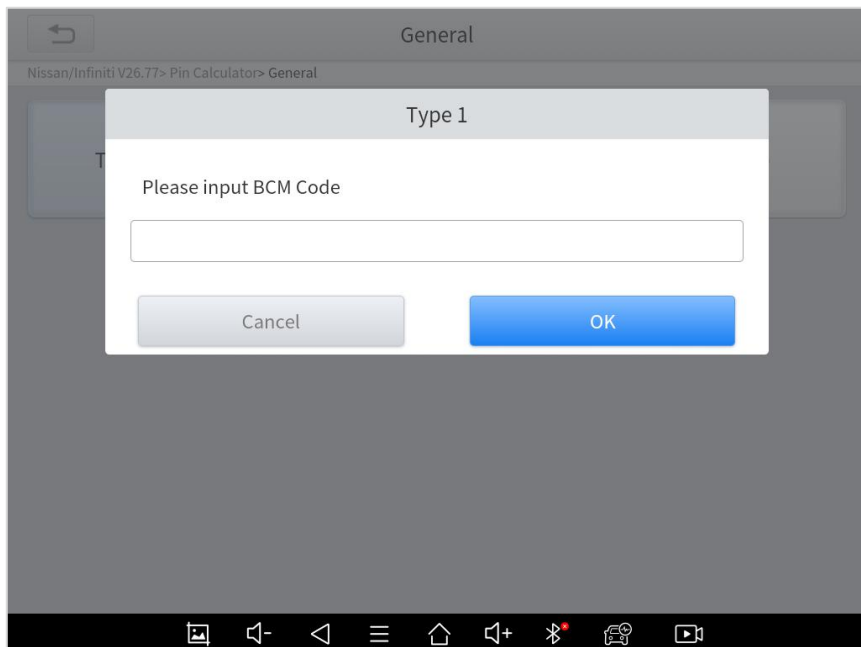 General
Nissan/Infiniti V26.77> Pin Calculator> General
Type 1
T
Please input BCM Code
Cancel
OK